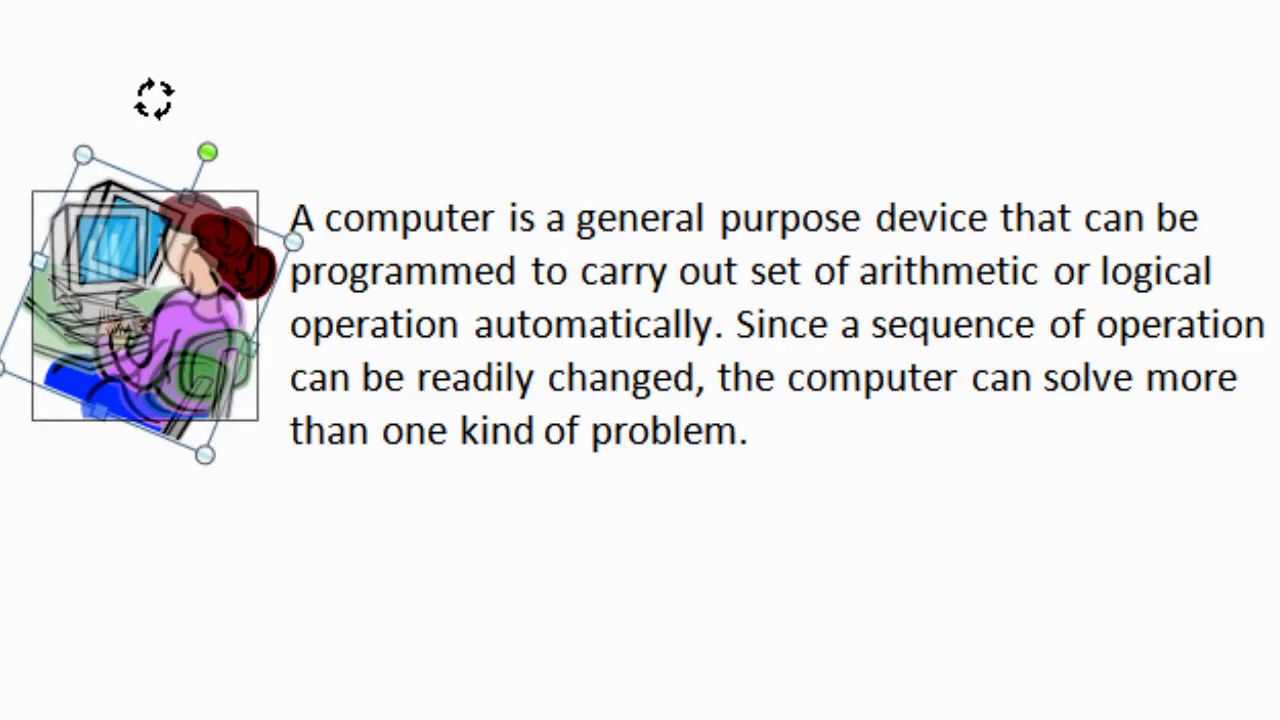 A computer is a general purpose device that can be
programmed to carry out set of arithmetic or logical
operation automatically. Since a sequence of operation
can be readily changed, the computer can solve more
than one kind of problem.